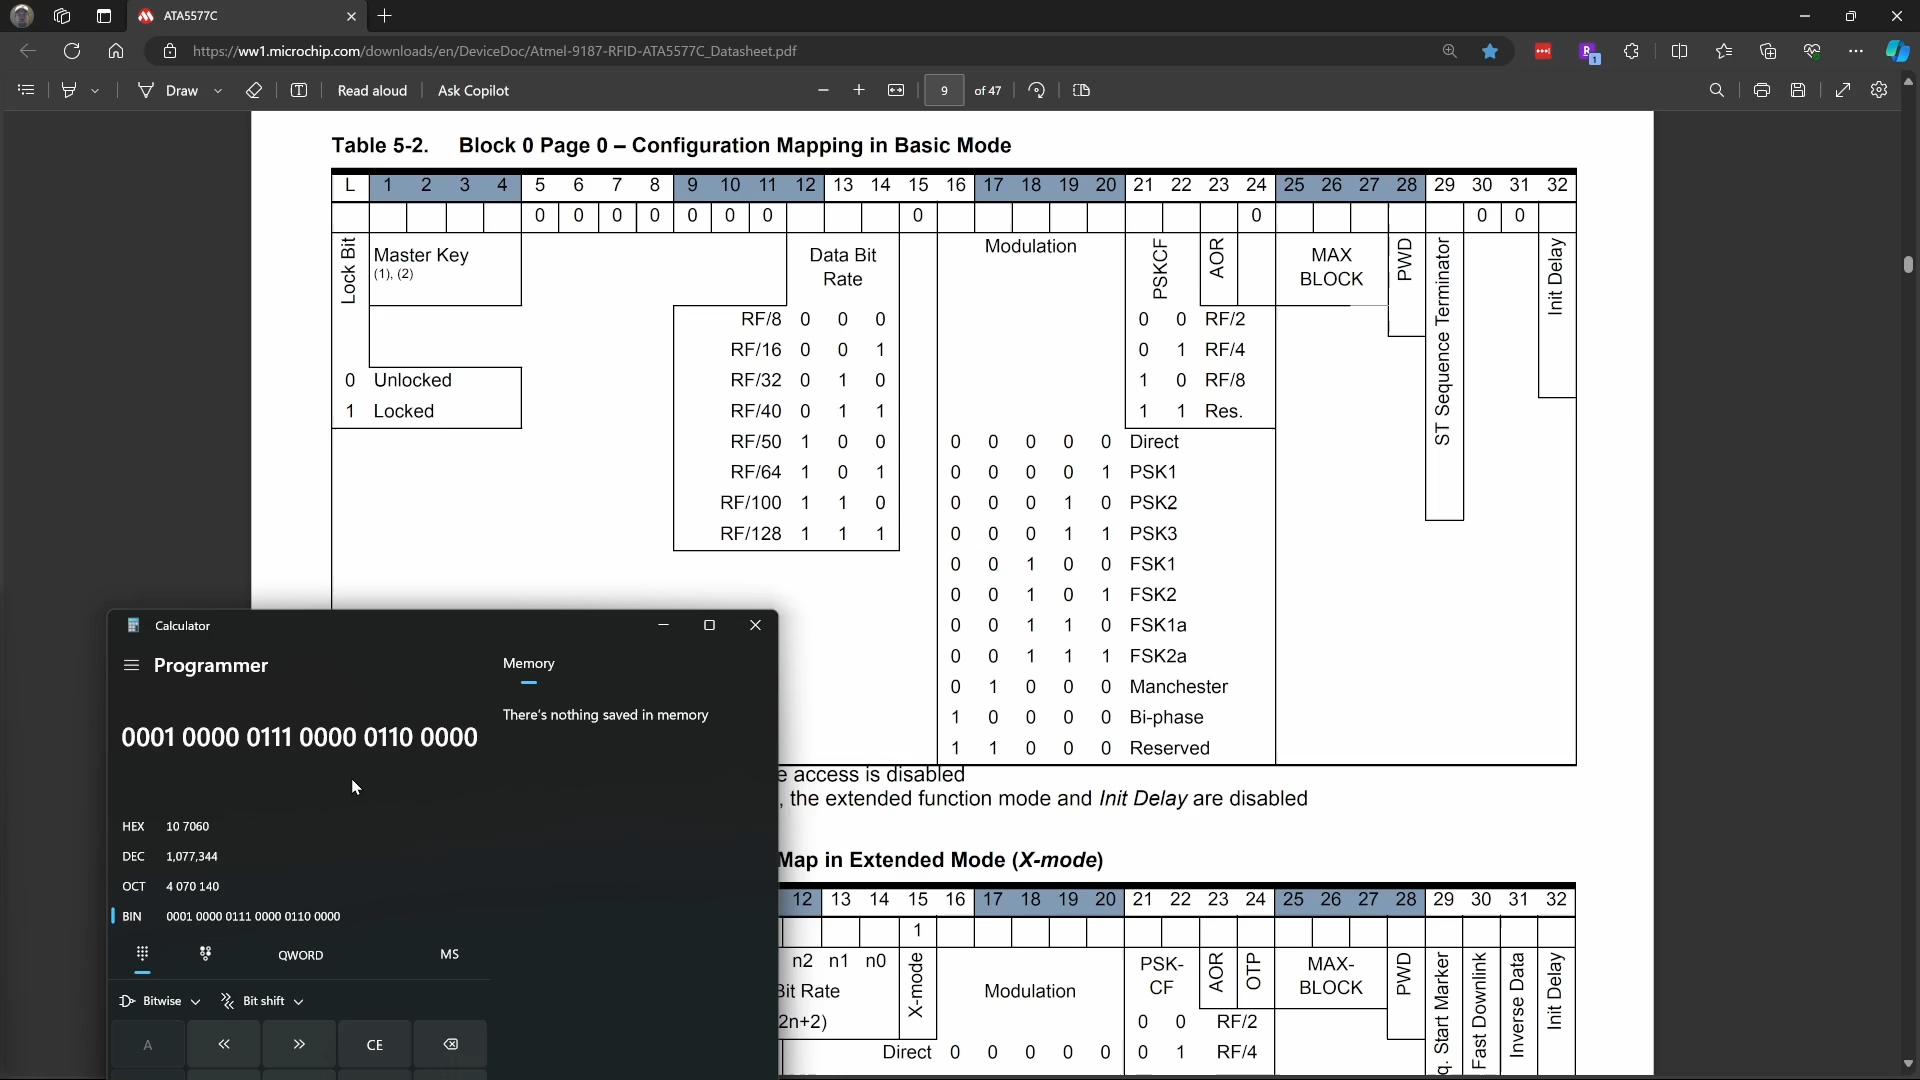 ATA5577C
https://ww1.microchip.com/downloads/en/DeviceDoc/Atmel-9187-RFID-ATA5577C_Datasheet.pdf
R
1
Draw
Read aloud
Ask Copilot
9
of 47
Table 5-2. Block 0 Page 0 – Configuration Mapping in Basic Mode
L 1 2 3 4 5 6 7 8 9 10 11 12 13 14 15 16 17 18 19 20 21 22 23 24 25 26 27 28 29 30 31 32
0 0 0 0 0 0 0 0 0 0 0
Lock Bit
Master Key
(1), (2)
Data Bit
Rate
Modulation
PSKCF
AOR
MAX
BLOCK
PWD
ST Sequence Terminator
Init Delay
RF/8 0 0 0
RF/16 0 0 1
RF/32 0 1 0
RF/40 0 1 1
RF/50 1 0 0
RF/64 1 0 1
RF/100 1 1 0
RF/128 1 1 1
0 0 RF/2
0 1 RF/4
1 0 RF/8
1 1 Res.
0 Unlocked
1 Locked
0 0 0 0 0 Direct
0 0 0 0 1 PSK1
0 0 0 1 0 PSK2
0 0 0 1 1 PSK3
0 0 1 0 0 FSK1
0 0 1 0 1 FSK2
0 0 1 1 0 FSK1a
0 0 1 1 1 FSK2a
0 1 0 0 0 Manchester
1 0 0 0 0 Bi-phase
1 1 0 0 0 Reserved
e access is disabled
, the extended function mode and Init Delay are disabled
Map in Extended Mode (X-mode)
12 13 14 15 16 17 18 19 20 21 22 23 24 25 26 27 28 29 30 31 32
1
n2 n1 n0
Bit Rate
2n+2)
X-mode
Modulation
PSK-
CF
AOR
OTP
MAX-
BLOCK
PWD
q. Start Marker
Fast Downlink
Inverse Data
Init Delay
0 0 RF/2
Direct 0 0 0 0 0 0 1 RF/4
Calculator
Programmer
Memory
There's nothing saved in memory
0001 0000 0111 0000 0110 0000
HEX 10 7060
DEC 1,077,344
OCT 4 070 140
BIN 0001 0000 0111 0000 0110 0000
QWORD
MS
Bitwise
Bit shift
A
CE